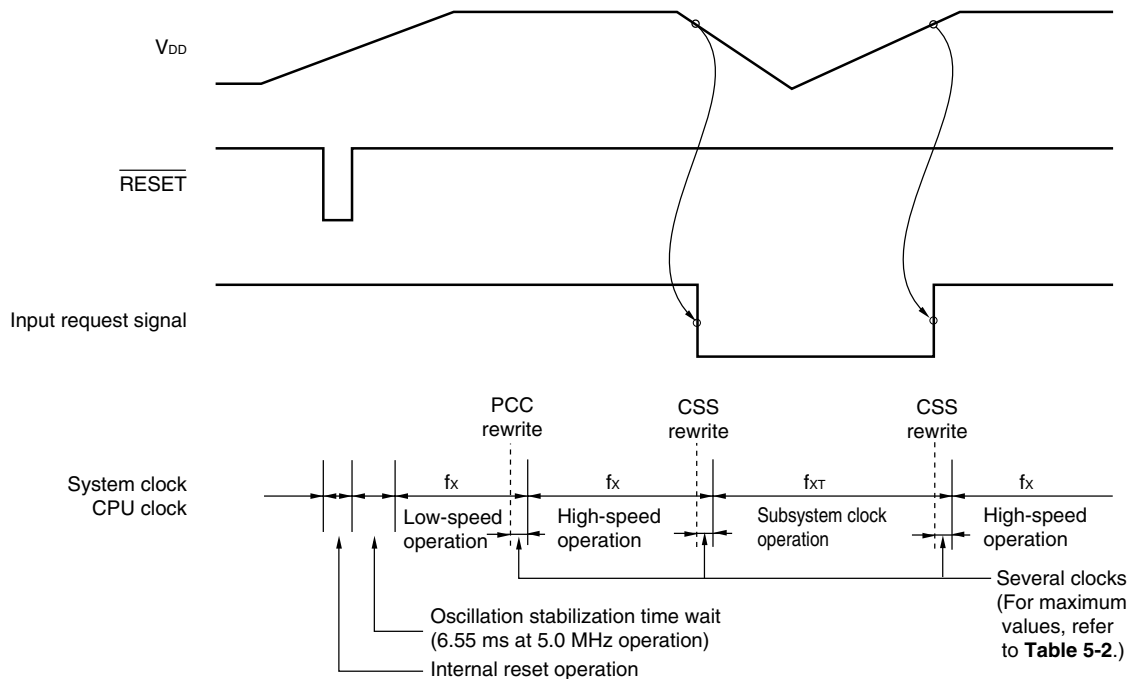 VDD
RESET
Input request signal
PCC
rewrite
CSS
rewrite
CSS
rewrite
System clock
CPU clock
fX
fX
fXT
fX
Low-speed
operation
High-speed
operation
Subsystem clock
operation
High-speed
operation
Several clocks
(For maximum
values, refer
to Table 5-2.)
Oscillation stabilization time wait
(6.55 ms at 5.0 MHz operation)
Internal reset operation